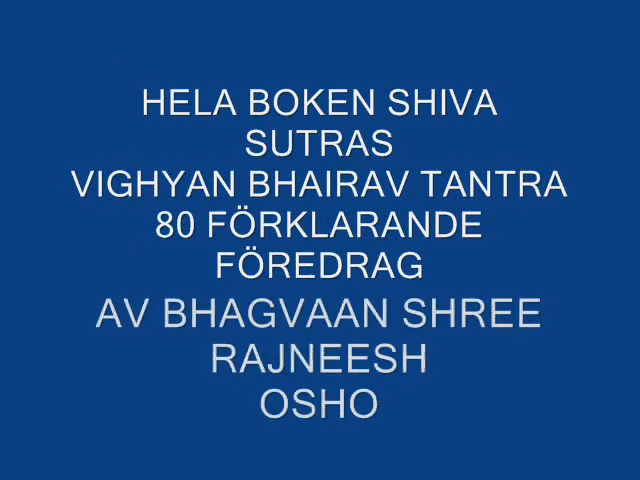 HELA BOKEN SHIVA
SUTRAS
VIGHYAN BHAIRAV TANTRA
80 FÖRKLARANDE
FÖREDRAG
AV BHAGVAAN SHREE
RAJNEESH
OSHO